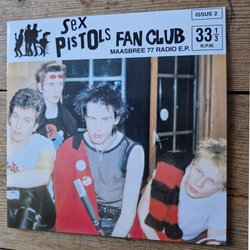 SEX
PISTOLS FAN CLUB
MAASBREE 77 RADIO E.P.
ISSUE 2
33 1/3
R.P.M.